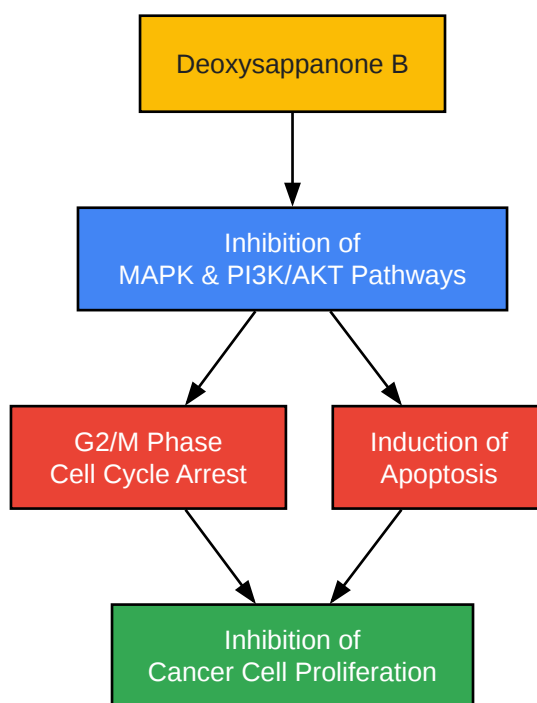 Deoxysappanone B
Inhibition of
MAPK & PI3K/AKT Pathways
G2/M Phase
Cell Cycle Arrest
Induction of
Apoptosis
Inhibition of
Cancer Cell Proliferation